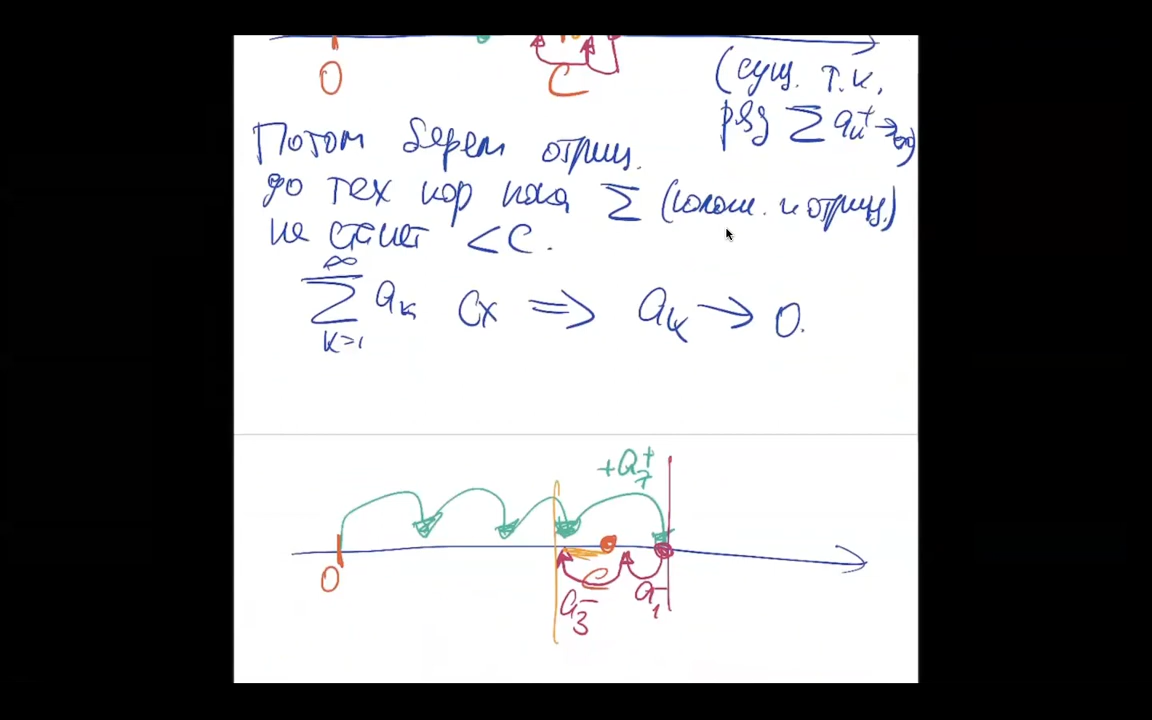 0
C
(сущ. т.к.
ряд ∑ aₖ⁺ → ∞)
Потом берем отриц.
до тех пор пока ∑ (полож. и отриц.)
не станет < C.
∞
∑ aₖ сх ⟹ aₖ → 0.
k=1
+a₇⁺
0
C
a₃⁻ a₁⁻